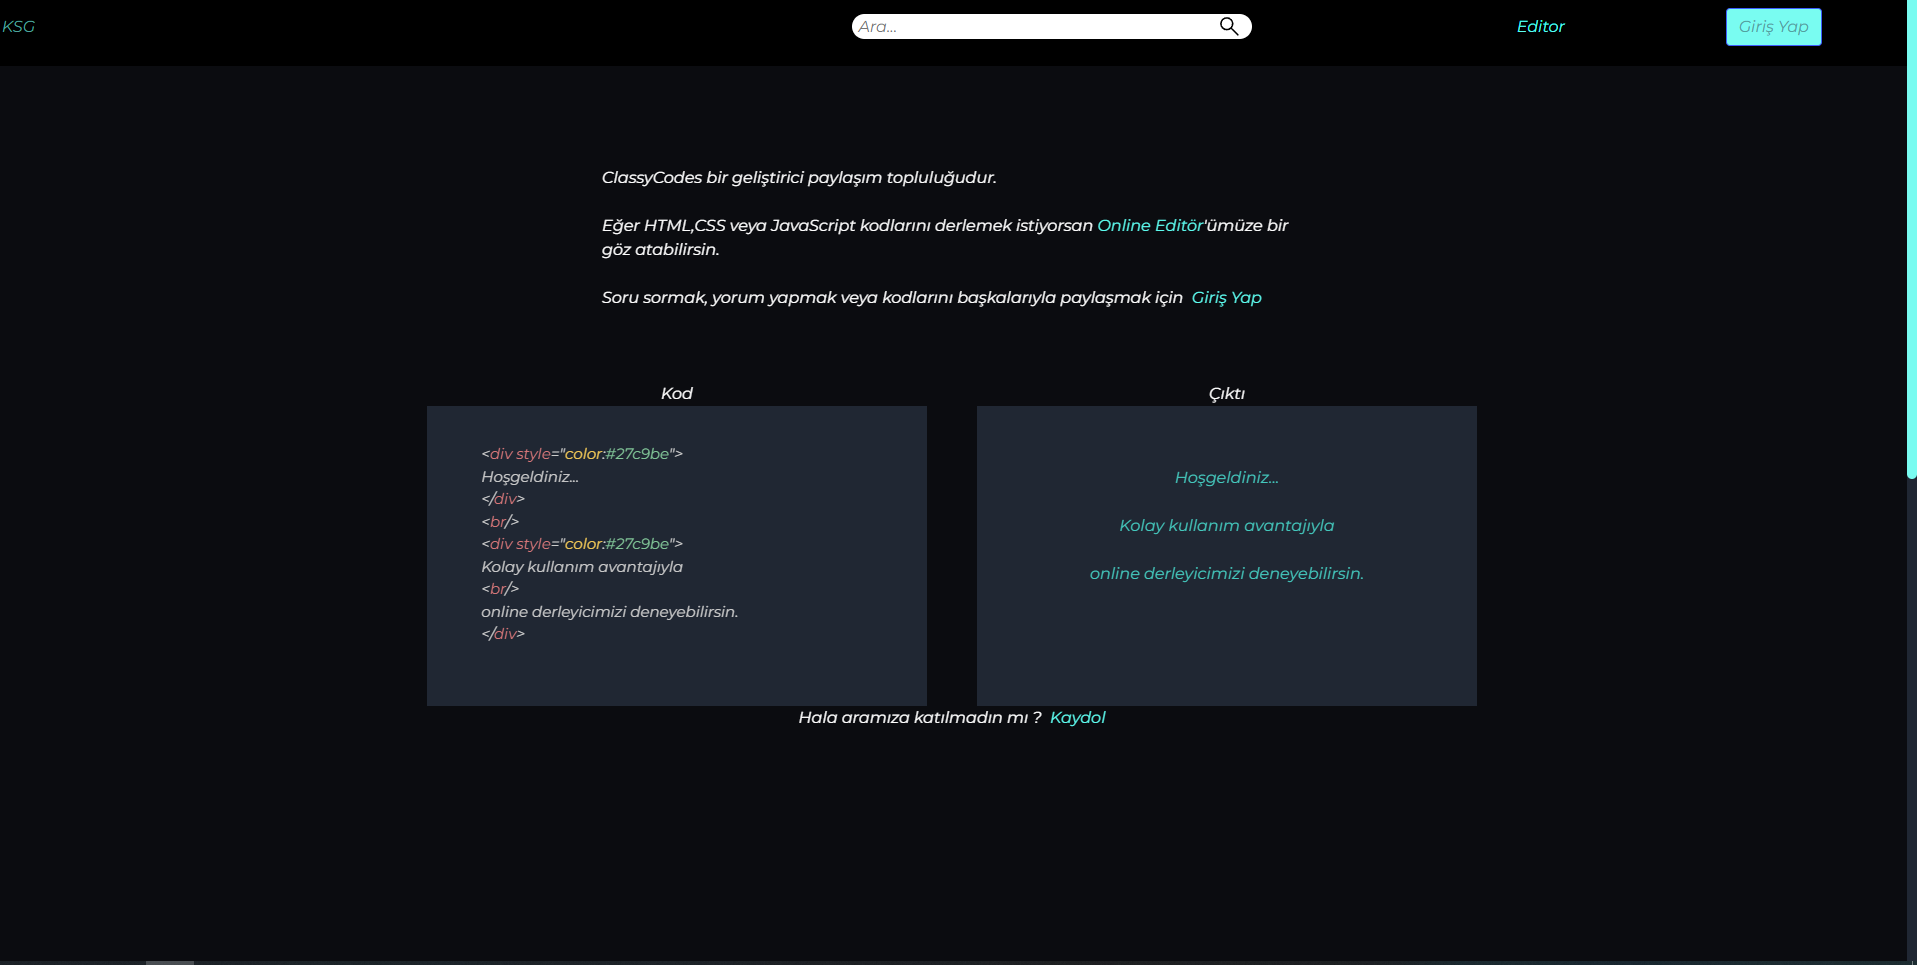 KSG
Ara...
Editor
Giriş Yap
ClassyCodes bir geliştirici paylaşım topluluğudur.
Eğer HTML,CSS veya JavaScript kodlarını derlemek istiyorsan Online Editör'ümüze bir
göz atabilirsin.
Soru sormak, yorum yapmak veya kodlarını başkalarıyla paylaşmak için Giriş Yap
Kod
<div style="color:#27c9be">
Hoşgeldiniz...
</div>
<br/>
<div style="color:#27c9be">
Kolay kullanım avantajıyla
<br/>
online derleyicimizi deneyebilirsin.
</div>
Çıktı
Hoşgeldiniz...
Kolay kullanım avantajıyla
online derleyicimizi deneyebilirsin.
Hala aramıza katılmadın mı ? Kaydol